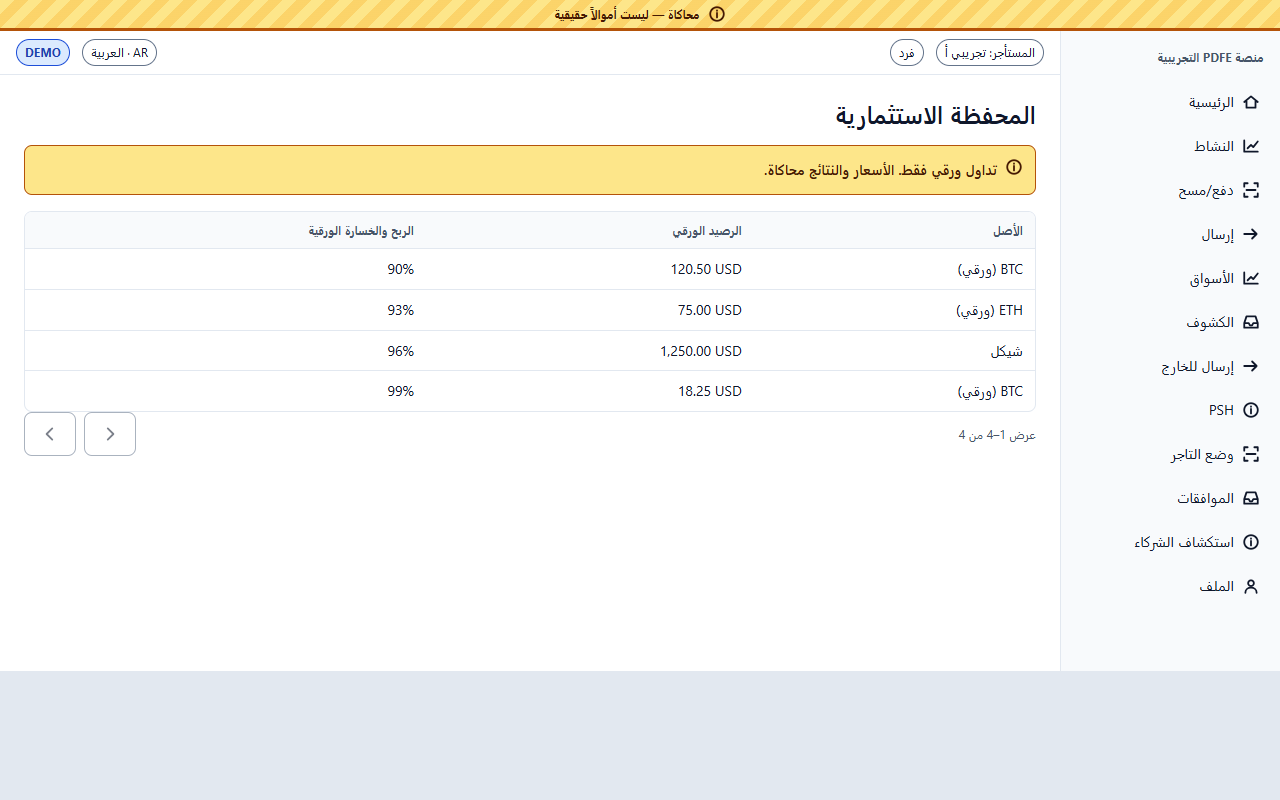 محاكاة — ليست أموالاً حقيقية
منصة PDFE التجريبية
الرئيسية
النشاط
دفع/مسح
إرسال
الأسواق
الكشوف
إرسال للخارج
PSH
وضع التاجر
الموافقات
استكشاف الشركاء
الملف
المستأجر: تجريبي أ
فرد
AR · العربية
DEMO
المحفظة الاستثمارية
تداول ورقي فقط. الأسعار والنتائج محاكاة.
الأصل الرصيد الورقي الربح والخسارة الورقية
BTC (ورقي) 120.50 USD 90%
ETH (ورقي) 75.00 USD 93%
شيكل 1,250.00 USD 96%
BTC (ورقي) 18.25 USD 99%
عرض 1–4 من 4